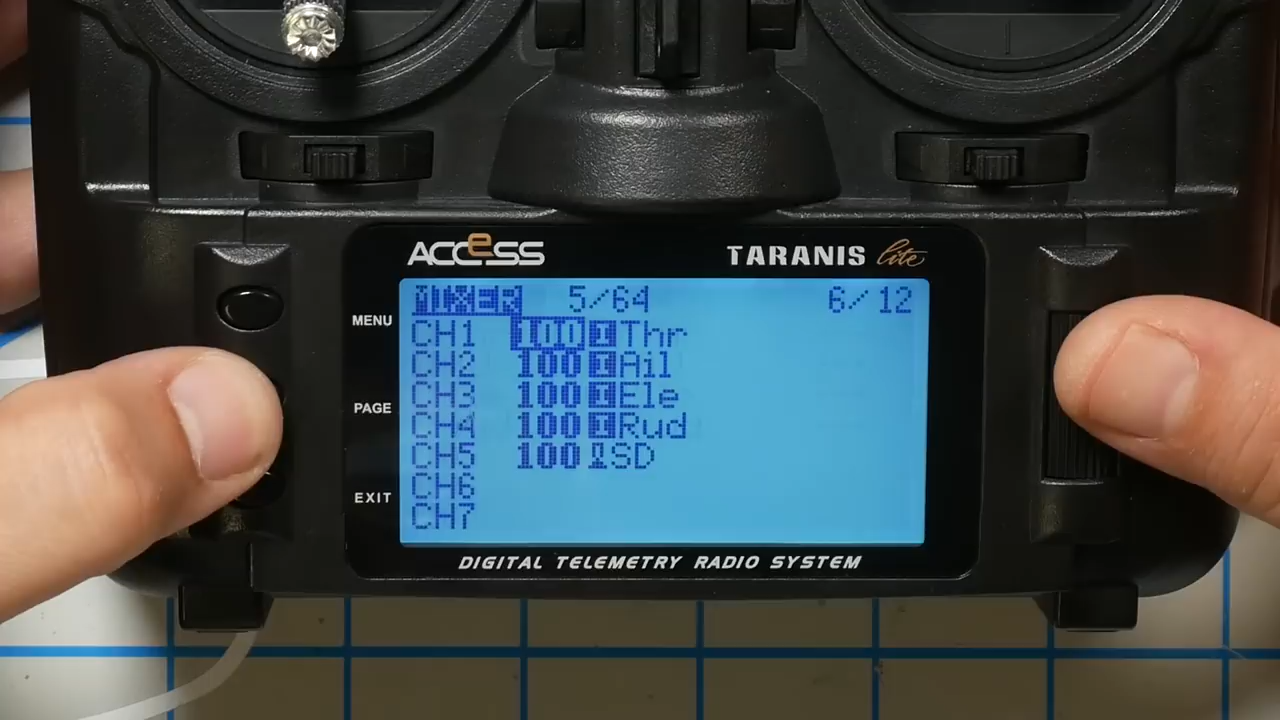 ACCESS TARANIS lite
MIXER 5/64 6/12
MENU
CH1 100 I Thr
CH2 100 I Ail
CH3 100 I Ele
PAGE
CH4 100 I Rud
CH5 100 SD
CH6
EXIT
CH7
DIGITAL TELEMETRY RADIO SYSTEM